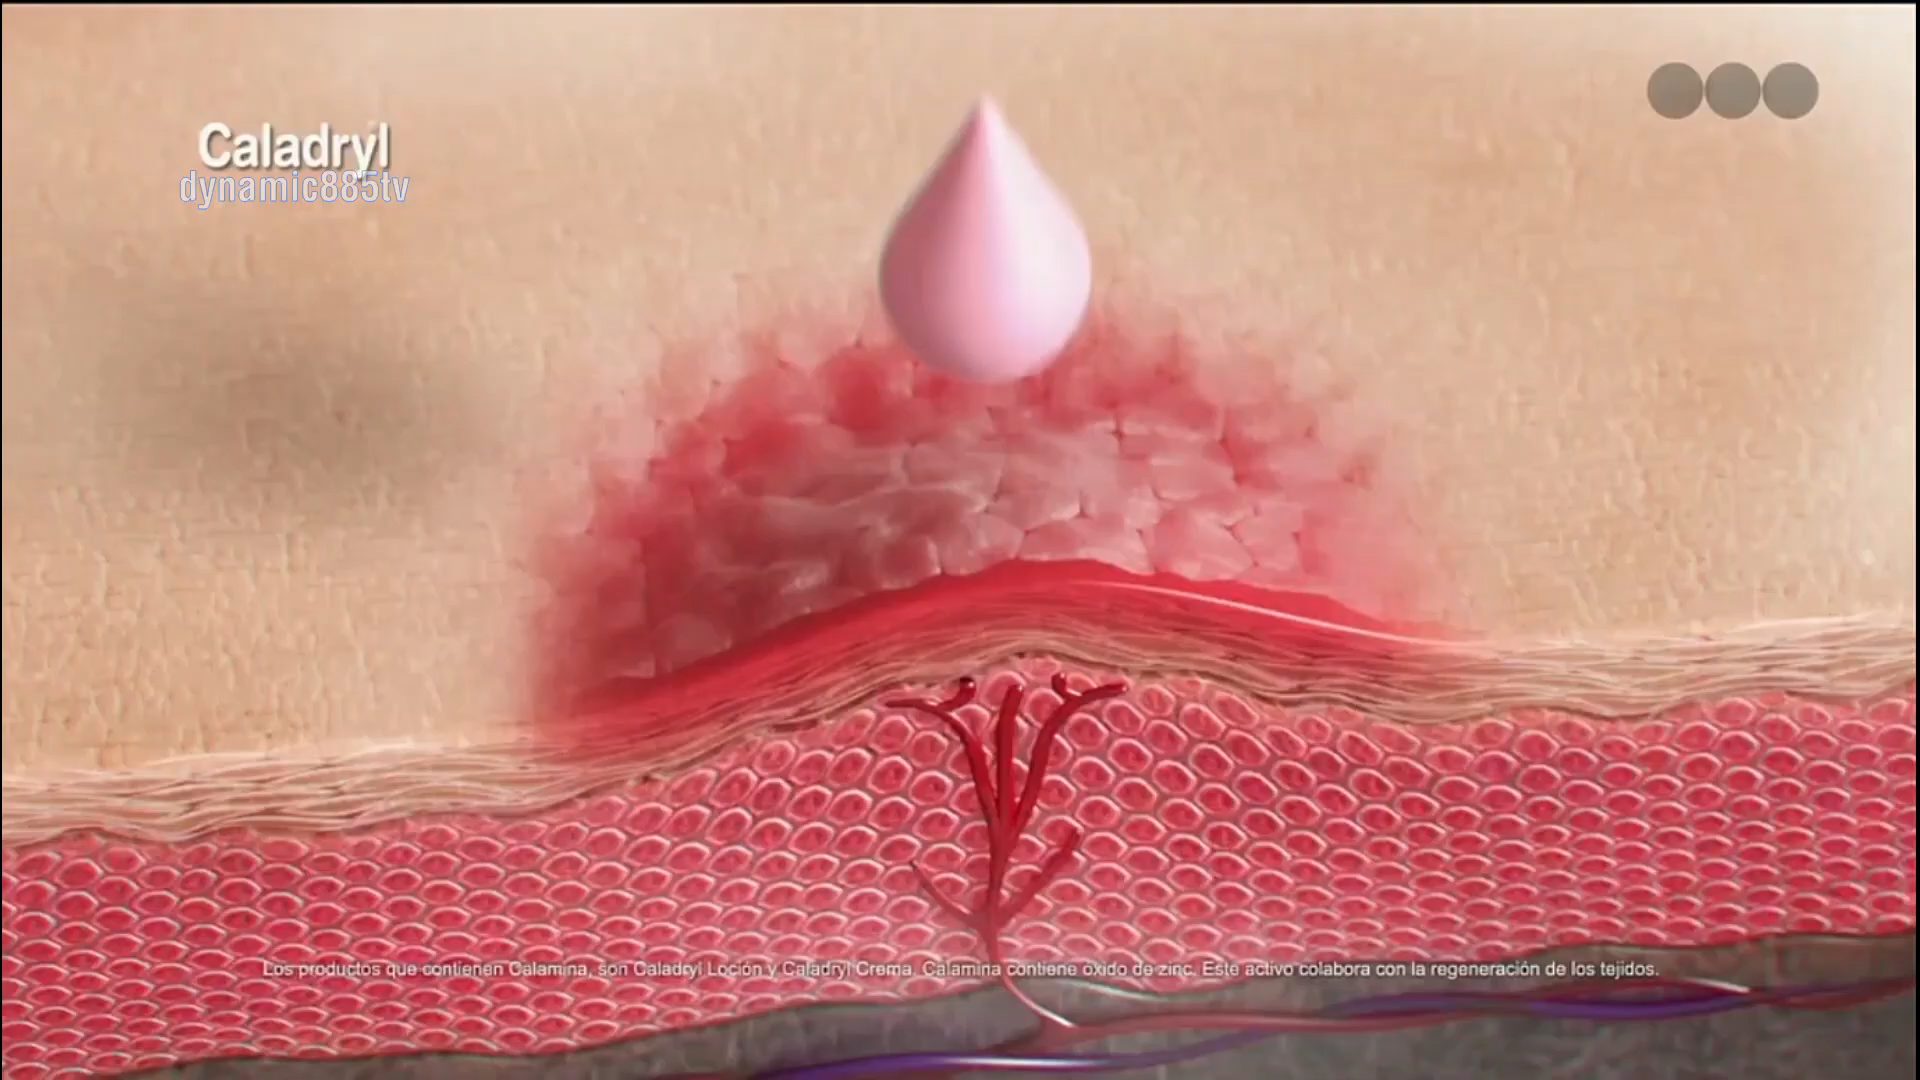 Caladryl
dynamic885tv
Los productos que contienen Calamina, son Caladryl Loción y Caladryl Crema. Calamina contiene óxido de zinc. Este activo colabora con la regeneración de los tejidos.